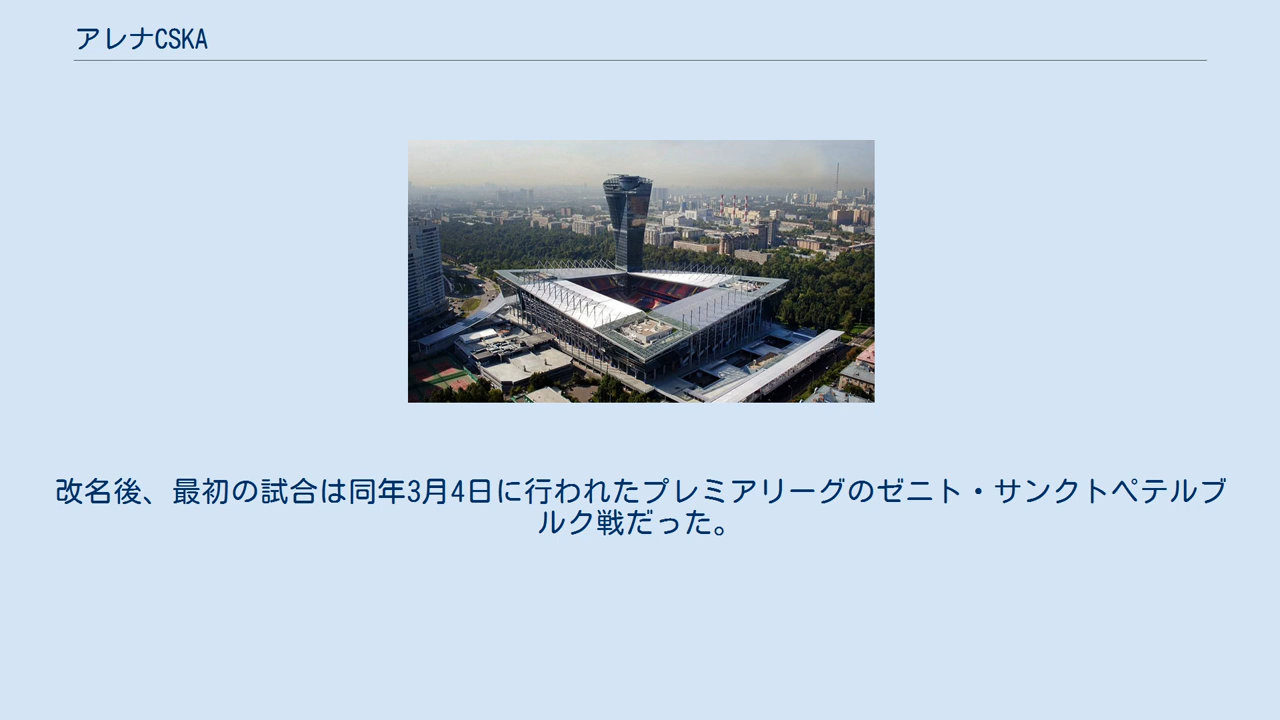 アレナCSKA
改名後、最初の試合は同年3月4日に行われたプレミアリーグのゼニト・サンクトペテルブ
ルク戦だった。